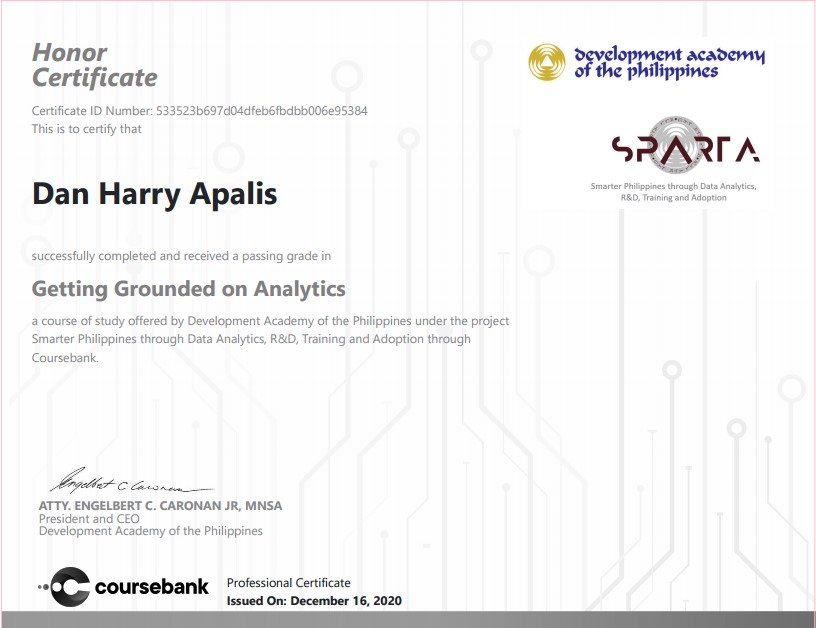 Honor
Certificate
Certificate ID Number: 533523b697d04dfeb6fbdbb006e95384
This is to certify that
Dan Harry Apalis
successfully completed and received a passing grade in
Getting Grounded on Analytics
a course of study offered by Development Academy of the Philippines under the project
Smarter Philippines through Data Analytics, R&D, Training and Adoption through
Coursebank.
development academy
of the philippines
SPARTA
Smarter Philippines through Data Analytics,
R&D, Training and Adoption
Engelbert C Caronan
ATTY. ENGELBERT C. CARONAN JR, MNSA
President and CEO
Development Academy of the Philippines
coursebank
Professional Certificate
Issued On: December 16, 2020